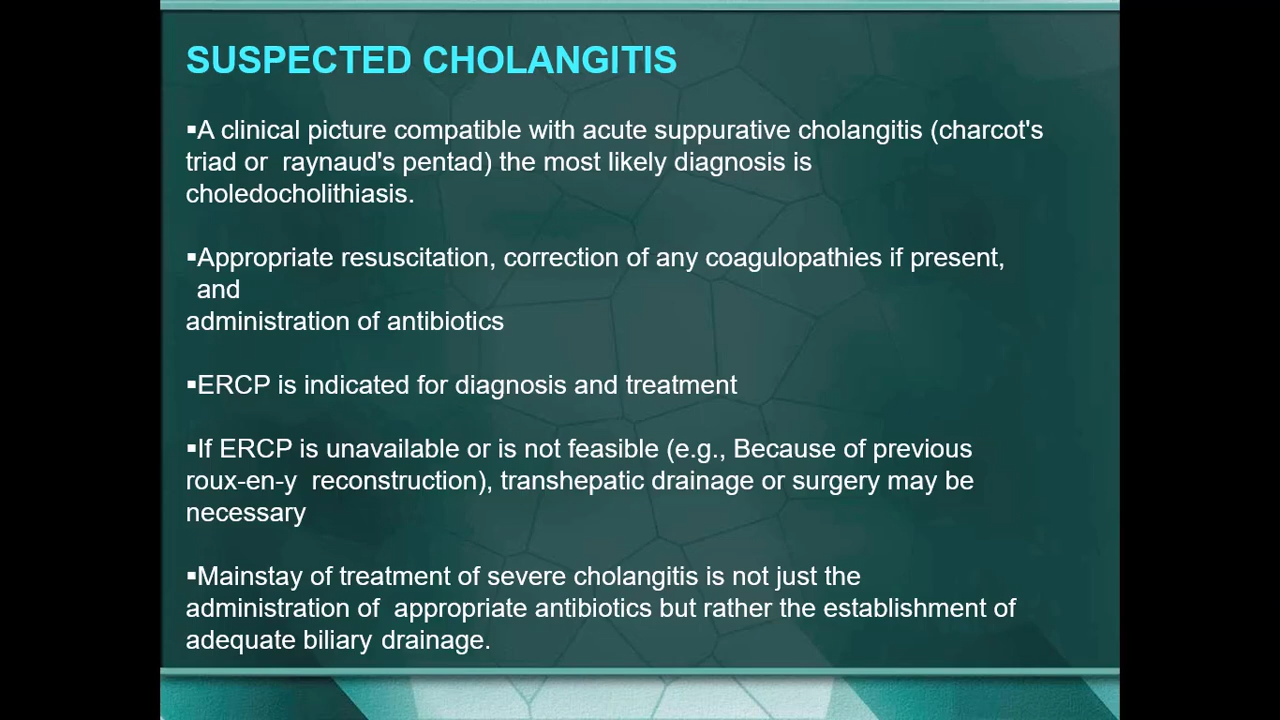 SUSPECTED CHOLANGITIS
▪A clinical picture compatible with acute suppurative cholangitis (charcot's
triad or raynaud's pentad) the most likely diagnosis is
choledocholithiasis.
▪Appropriate resuscitation, correction of any coagulopathies if present,
and
administration of antibiotics
▪ERCP is indicated for diagnosis and treatment
▪If ERCP is unavailable or is not feasible (e.g., Because of previous
roux-en-y reconstruction), transhepatic drainage or surgery may be
necessary
▪Mainstay of treatment of severe cholangitis is not just the
administration of appropriate antibiotics but rather the establishment of
adequate biliary drainage.